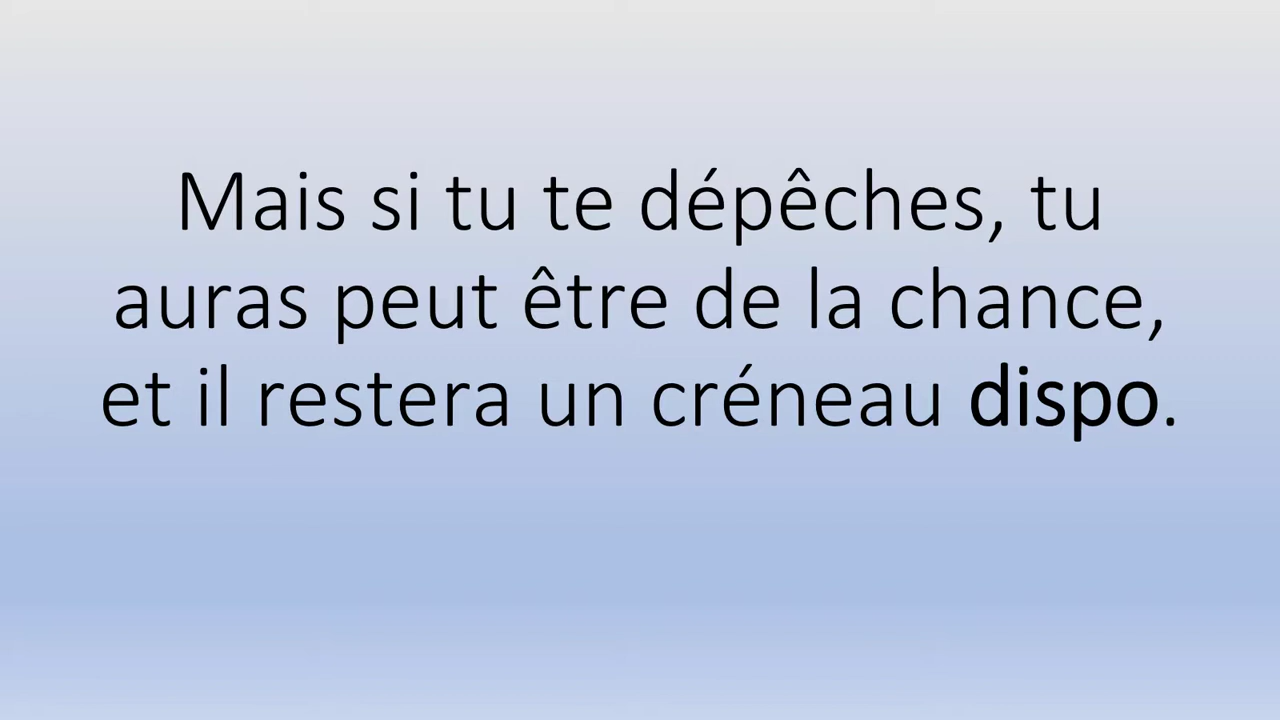 Mais si tu te dépêches, tu
auras peut être de la chance,
et il restera un créneau dispo.